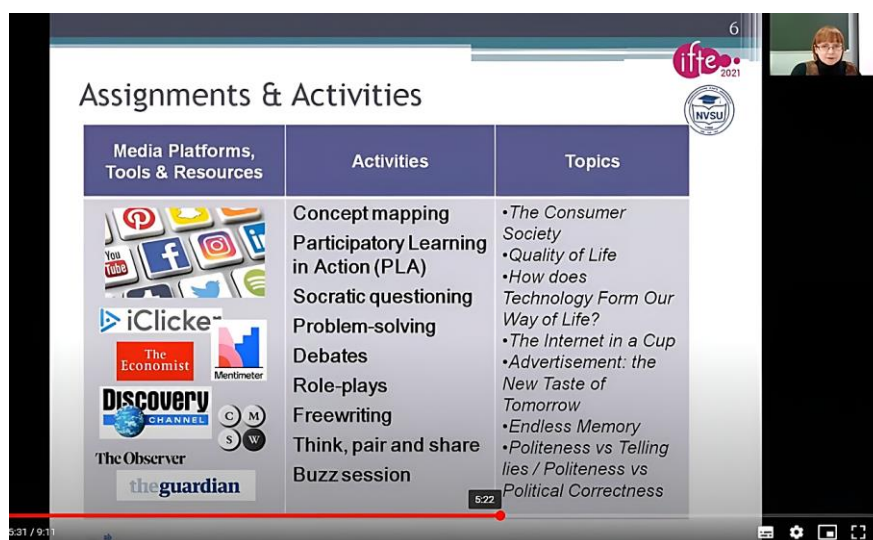 6
ifte
2021
NVSU
Assignments & Activities
Media Platforms,
Tools & Resources
Activities
Topics
You
Tube
iClicker
The
Economist
Mentimeter
Discovery
CHANNEL
C M
S W
The Observer
theguardian
Concept mapping
Participatory Learning
in Action (PLA)
Socratic questioning
Problem-solving
Debates
Role-plays
Freewriting
Think, pair and share
Buzz session
•The Consumer
Society
•Quality of Life
•How does
Technology Form Our
Way of Life?
•The Internet in a Cup
•Advertisement: the
New Taste of
Tomorrow
•Endless Memory
•Politeness vs Telling
lies / Politeness vs
Political Correctness
5:22
5:31 / 9:11